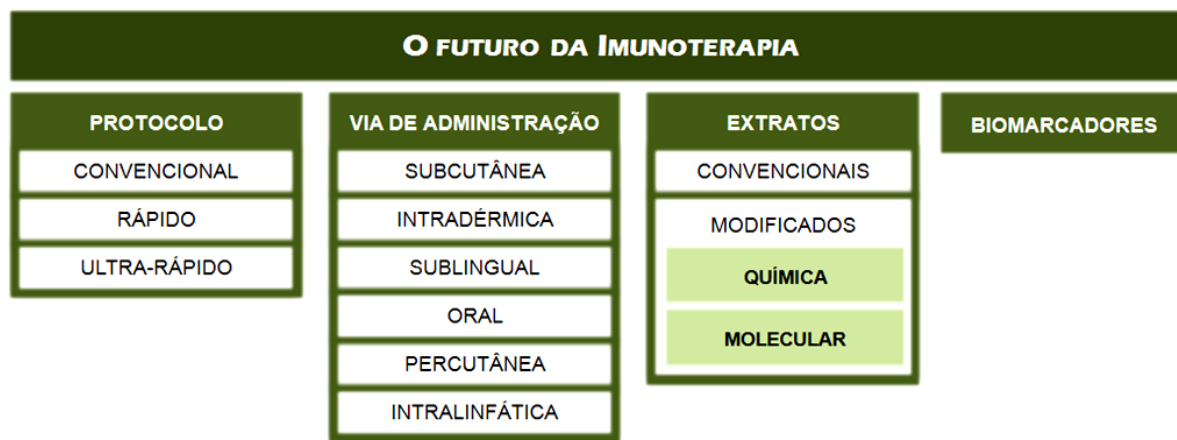 O FUTURO DA IMUNOTERAPIA
PROTOCOLO
CONVENCIONAL
RÁPIDO
ULTRA-RÁPIDO
VIA DE ADMINISTRAÇÃO
SUBCUTÂNEA
INTRADÉRMICA
SUBLINGUAL
ORAL
PERCUTÂNEA
INTRALINFÁTICA
EXTRATOS
CONVENCIONAIS
MODIFICADOS
QUÍMICA
MOLECULAR
BIOMARCADORES